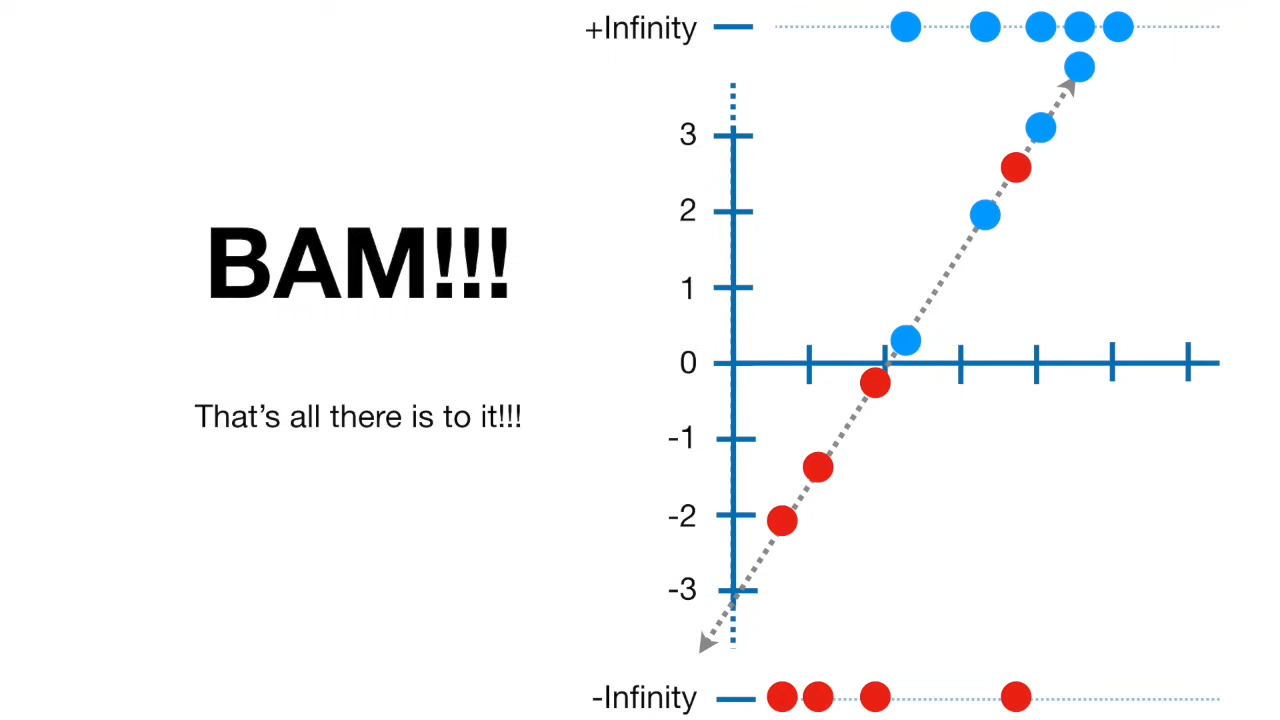 +Infinity
3
2
1
0
-1
-2
-3
-Infinity
BAM!!!
That’s all there is to it!!!